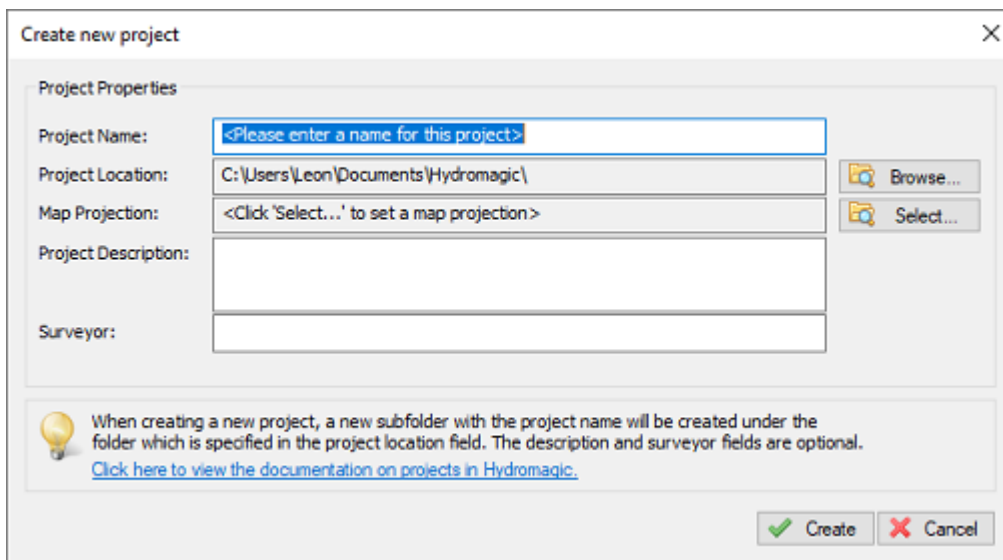 Create new project
Project Properties
Project Name:
<Please enter a name for this project>
Project Location:
C:\Users\Leon\Documents\Hydromagic\
Browse...
Map Projection:
<Click 'Select...' to set a map projection>
Select...
Project Description:
Surveyor:
When creating a new project, a new subfolder with the project name will be created under the
folder which is specified in the project location field. The description and surveyor fields are optional.
Click here to view the documentation on projects in Hydromagic.
Create
Cancel